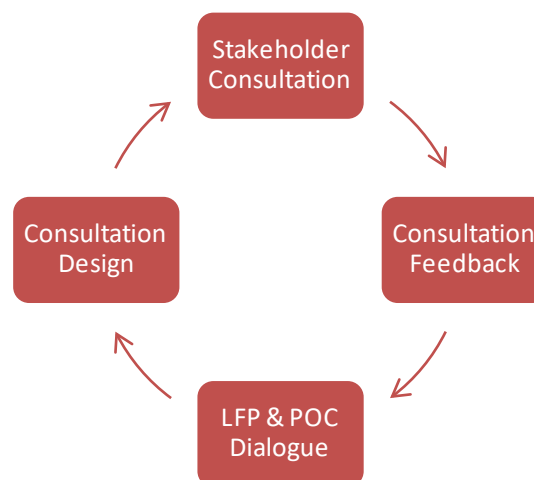 Stakeholder
Consultation
Consultation
Feedback
LFP & POC
Dialogue
Consultation
Design